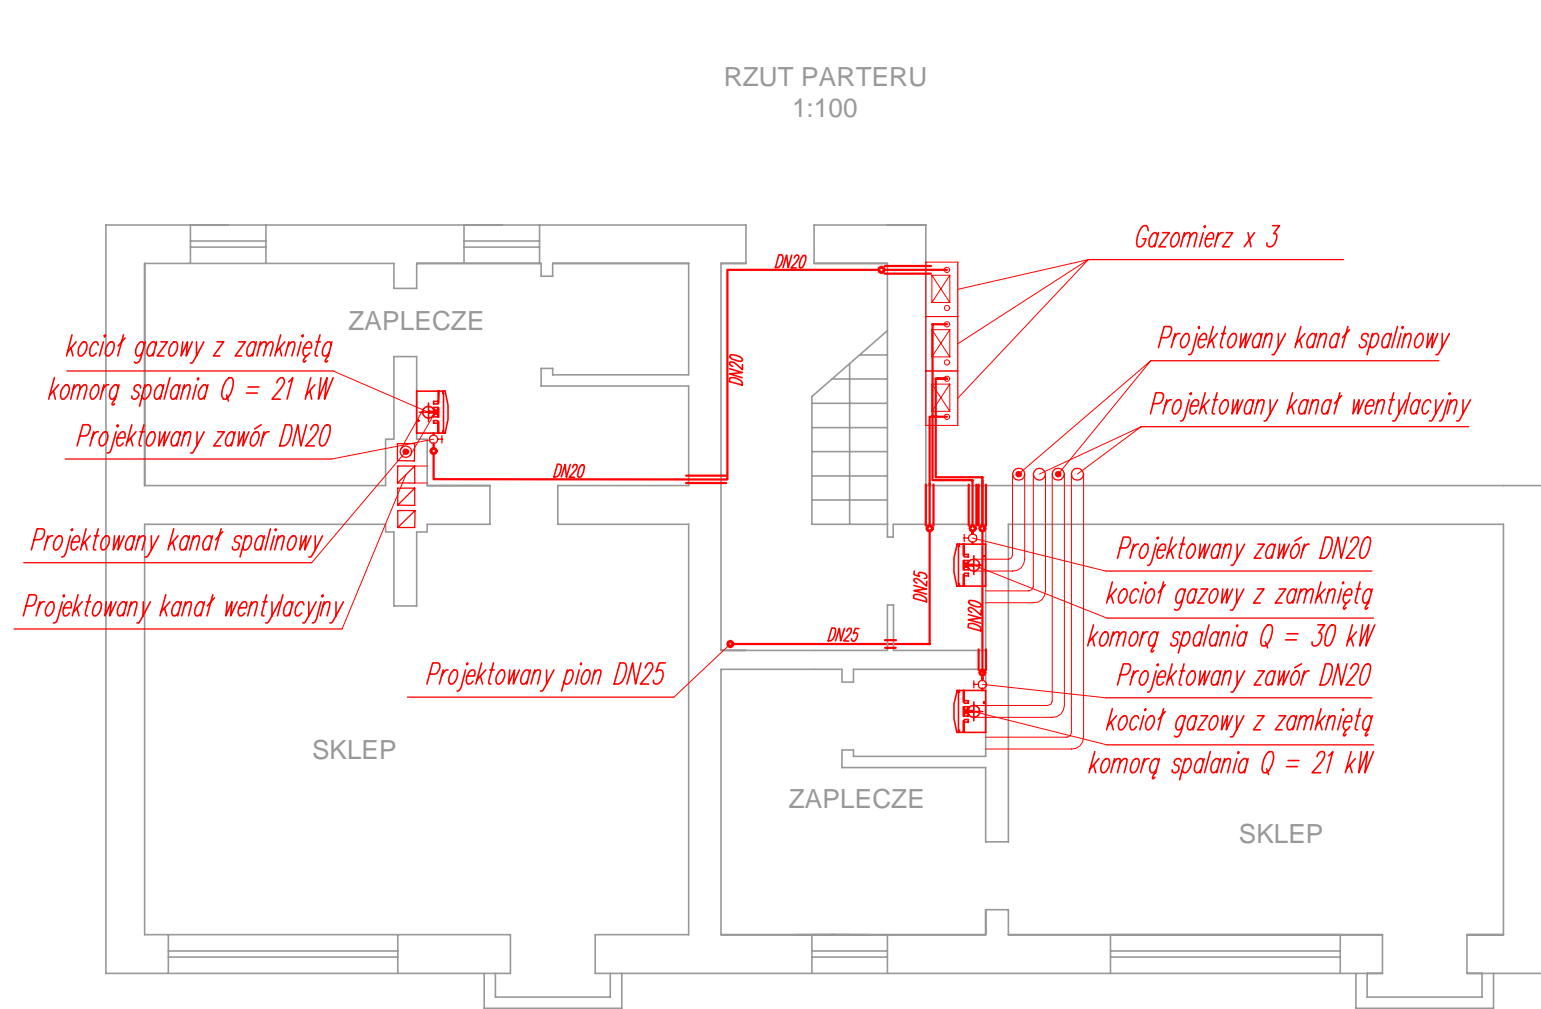 RZUT PARTERU
1:100
Gazomierz x 3
DN20
ZAPLECZE
kocioł gazowy z zamkniętą
komorą spalania Q = 21 kW
Projektowany zawór DN20
DN20
DN20
Projektowany kanał spalinowy
Projektowany kanał wentylacyjny
Projektowany kanał spalinowy
Projektowany kanał wentylacyjny
Projektowany zawór DN20
kocioł gazowy z zamkniętą
komorą spalania Q = 30 kW
DN25
DN20
DN25
Projektowany pion DN25
Projektowany zawór DN20
kocioł gazowy z zamkniętą
komorą spalania Q = 21 kW
SKLEP
ZAPLECZE
SKLEP